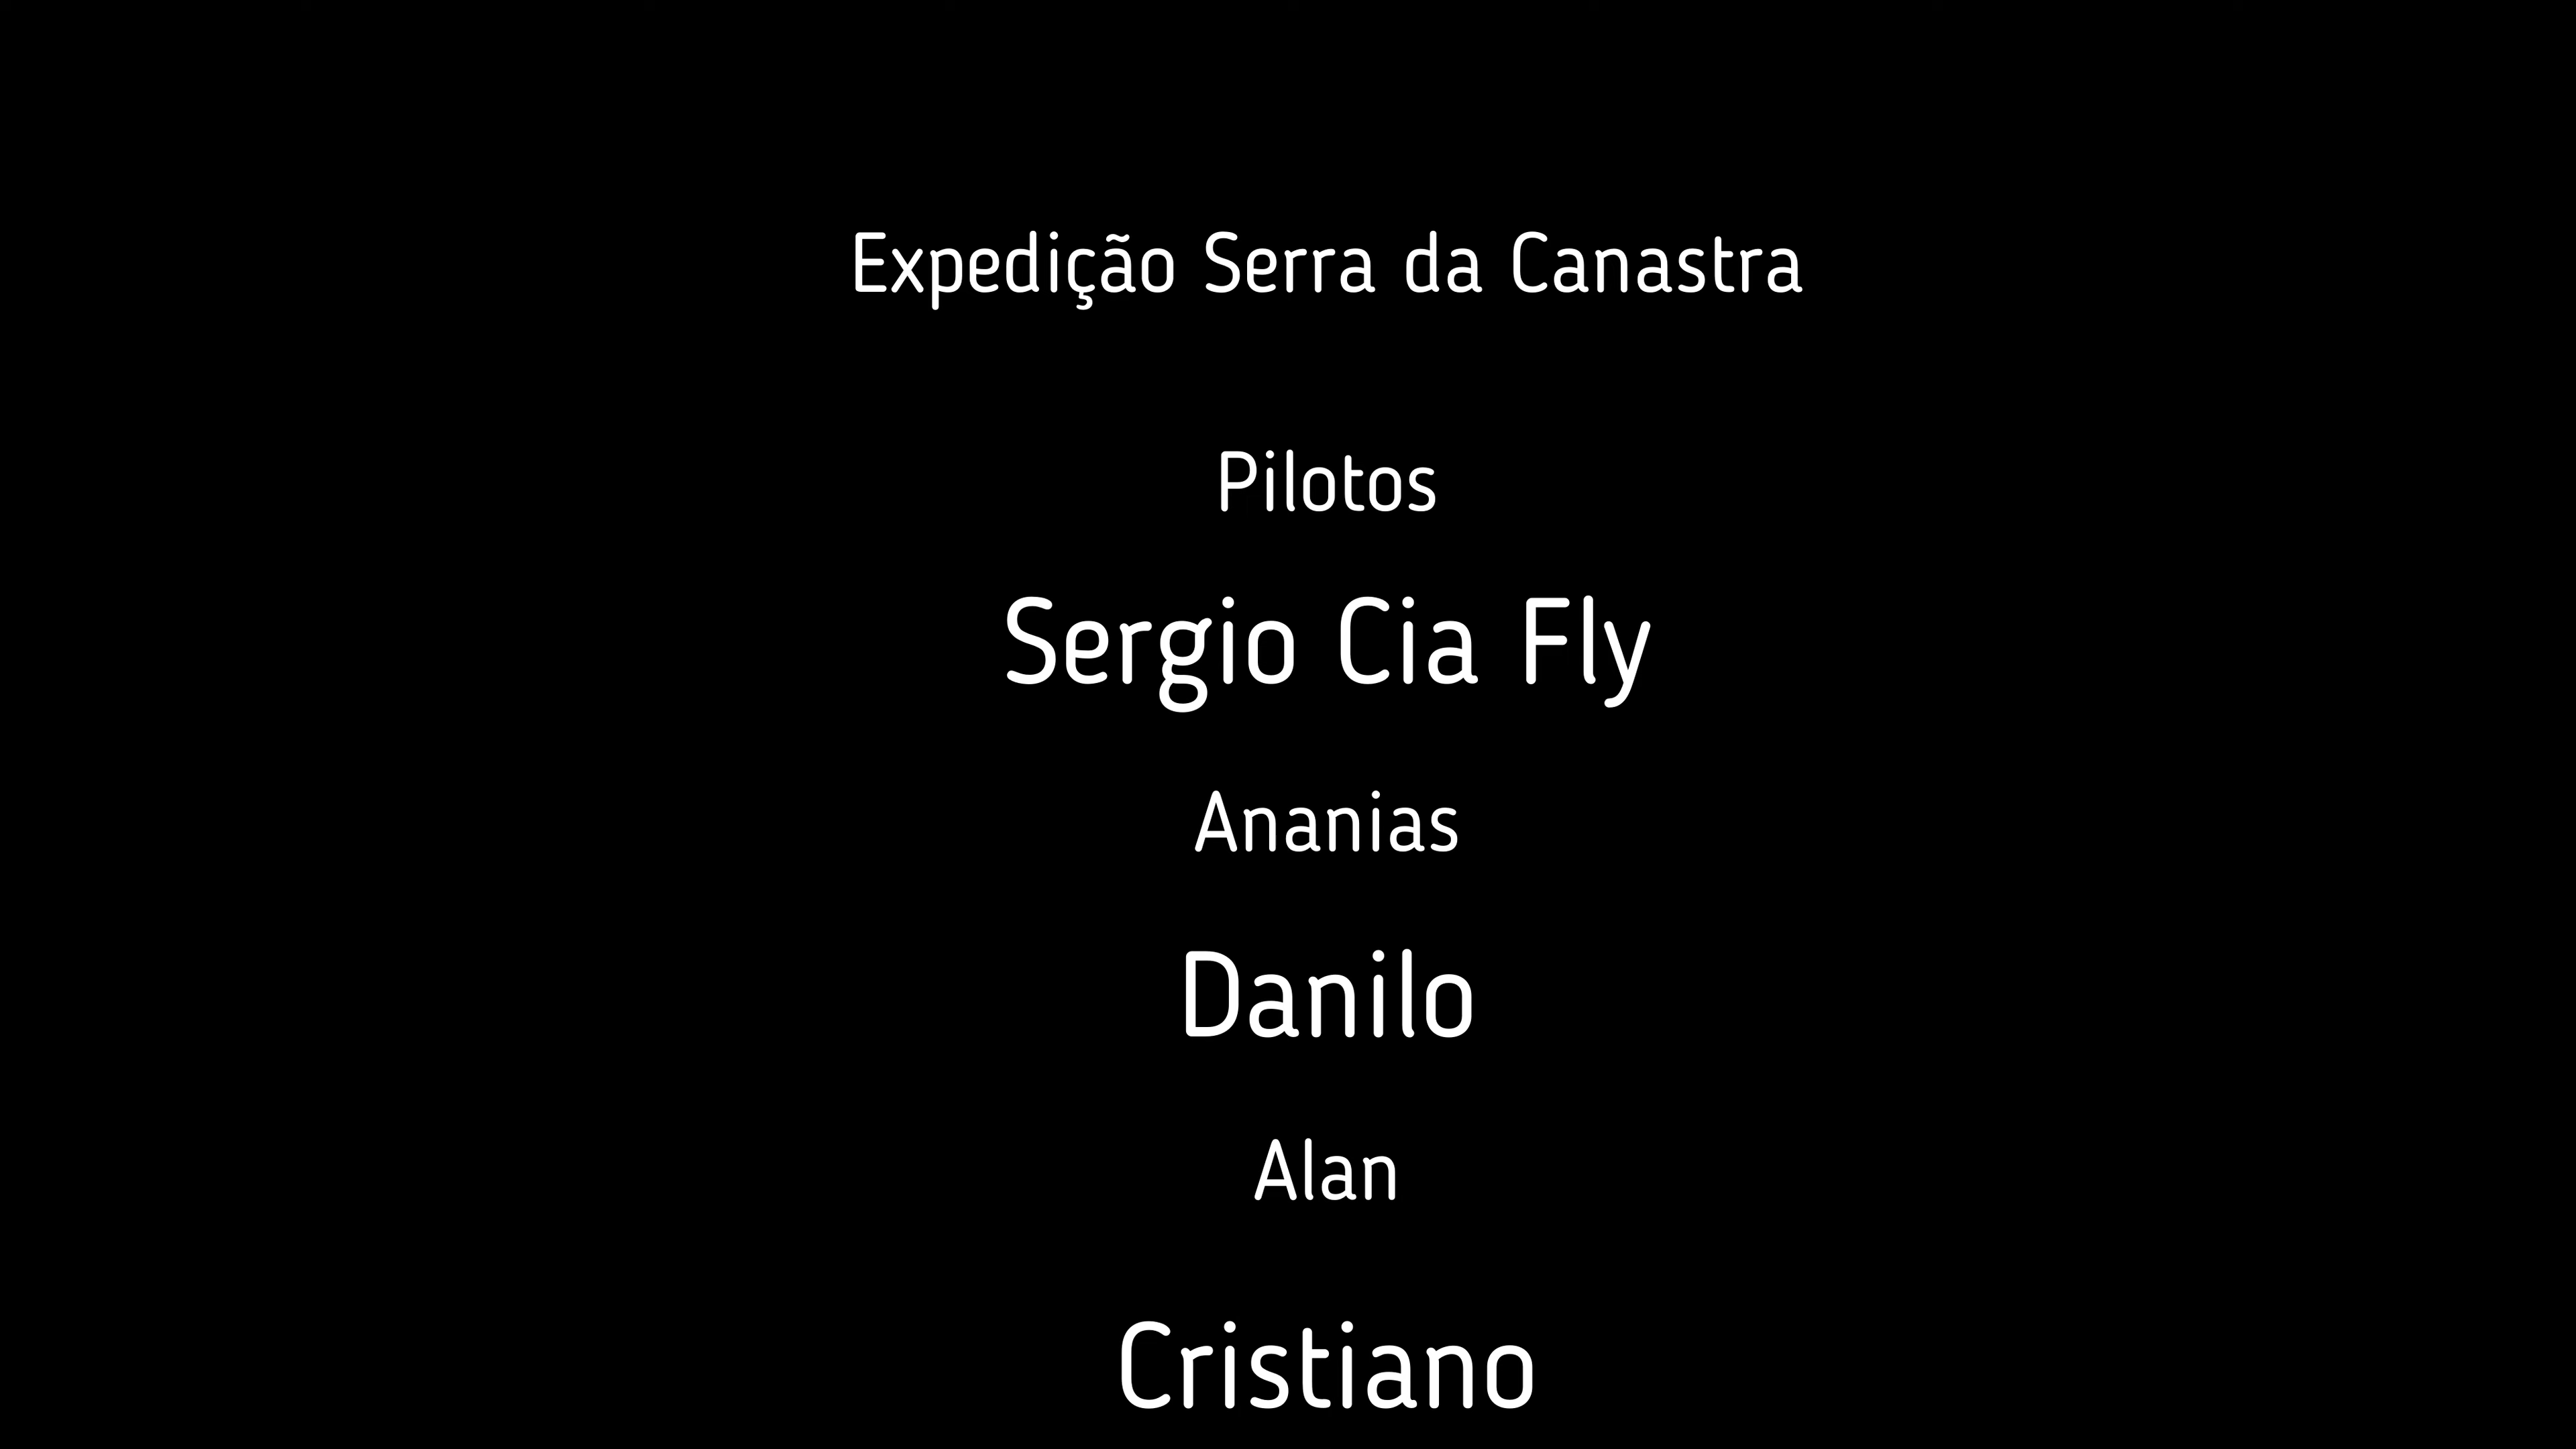 Expedição Serra da Canastra
Pilotos
Sergio Cia Fly
Ananias
Danilo
Alan
Cristiano